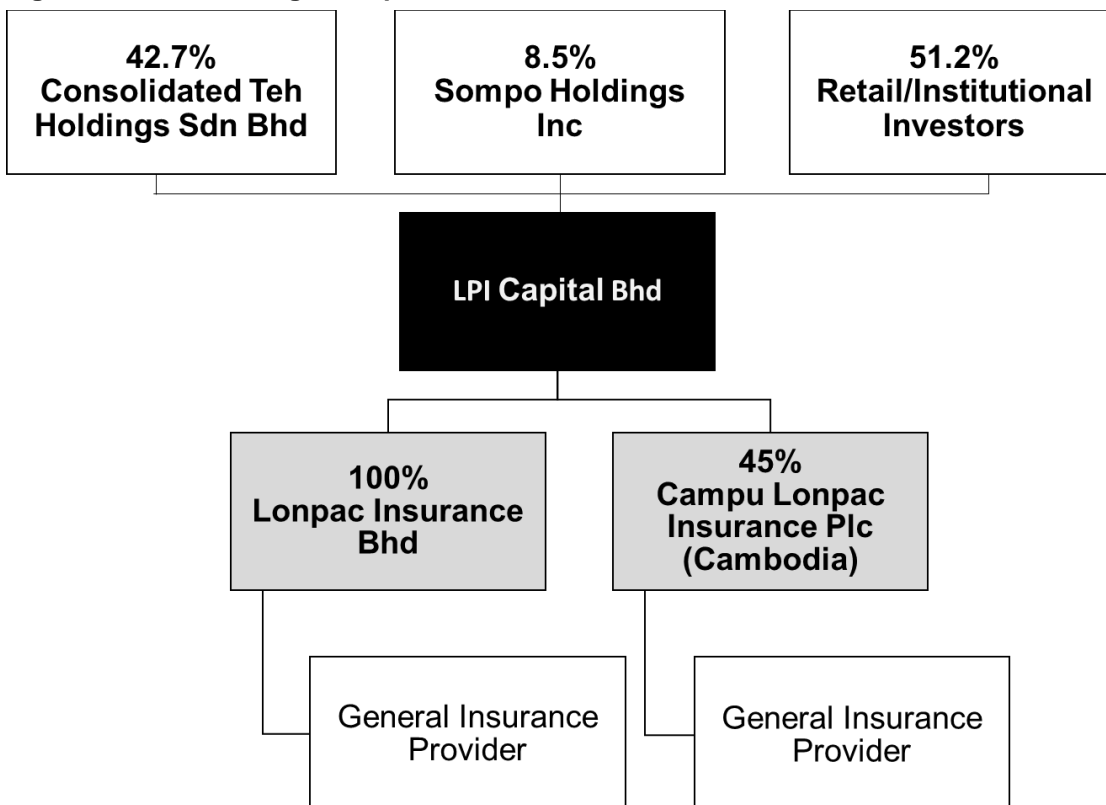 42.7%
Consolidated Teh
Holdings Sdn Bhd
8.5%
Sompo Holdings
Inc
51.2%
Retail/Institutional
Investors
LPI Capital Bhd
100%
Lonpac Insurance
Bhd
45%
Campu Lonpac
Insurance Plc
(Cambodia)
General Insurance
Provider
General Insurance
Provider